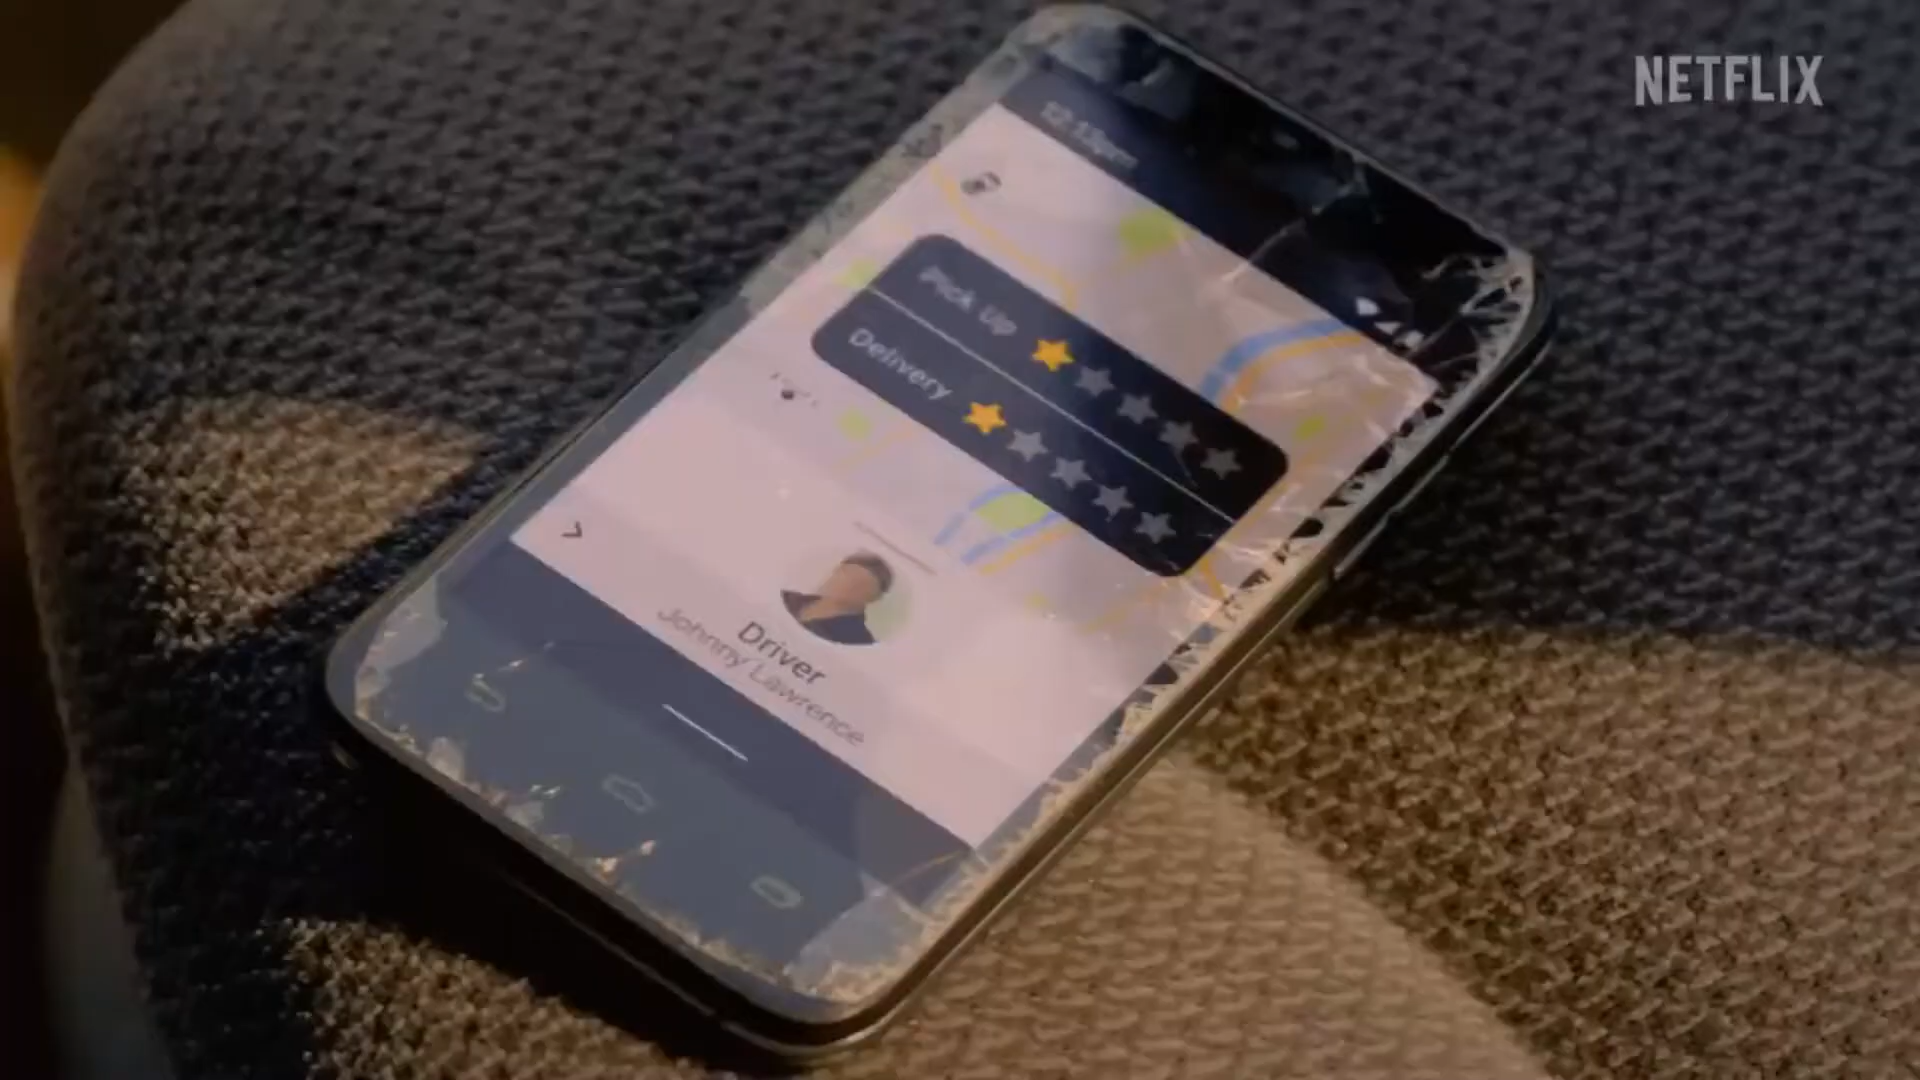 NETFLIX
Pick Up
Delivery
Driver
Johnny Lawrence